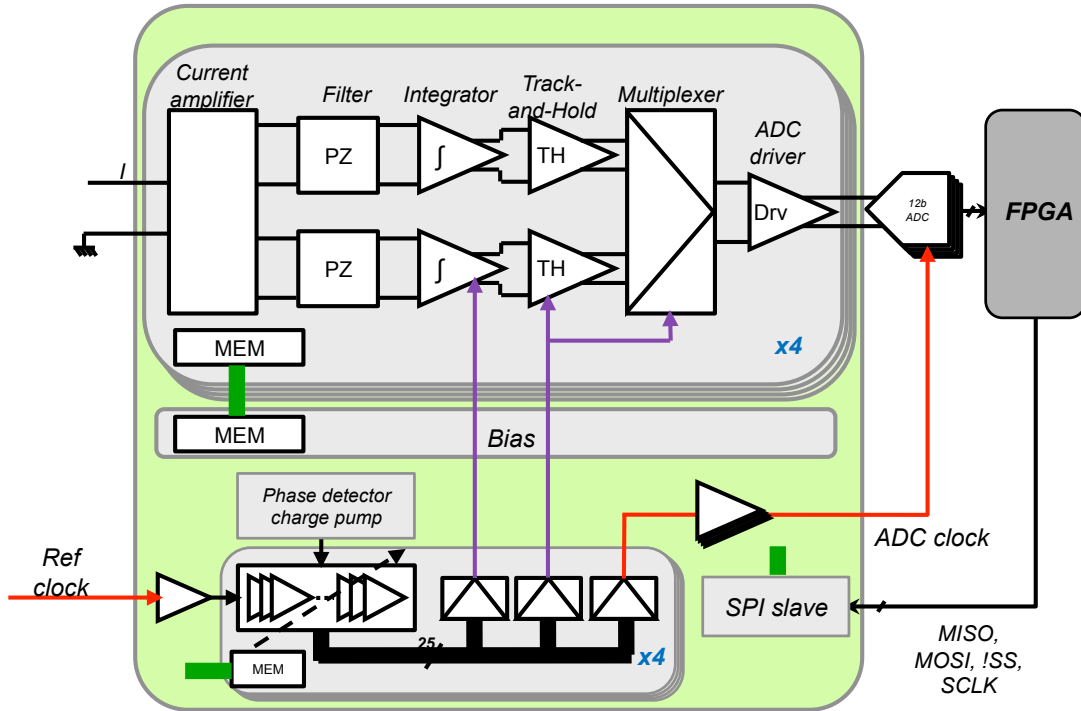 Current
amplifier
Filter
Integrator
Track-
and-Hold
Multiplexer
ADC
driver
I
PZ
∫
TH
Drv
12b
ADC
FPGA
PZ
∫
TH
MEM
x4
MEM
Bias
Phase detector
charge pump
Ref
clock
ADC clock
SPI slave
25
MEM
x4
MISO,
MOSI, !SS,
SCLK